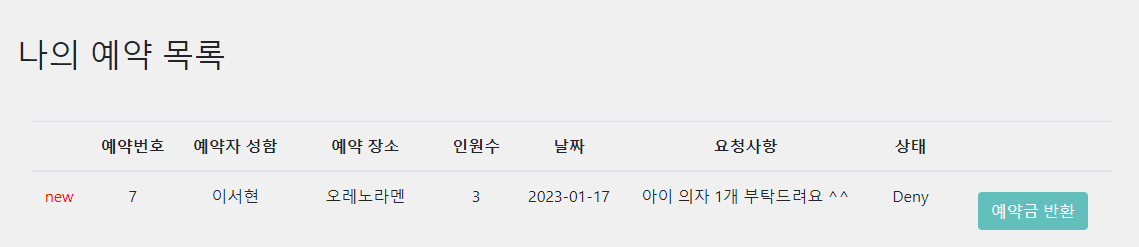 나의 예약 목록
예약번호 예약자 성함 예약 장소 인원수 날짜 요청사항 상태
new 7 이서현 오레노라멘 3 2023-01-17 아이 의자 1개 부탁드려요 ^^ Deny
예약금 반환